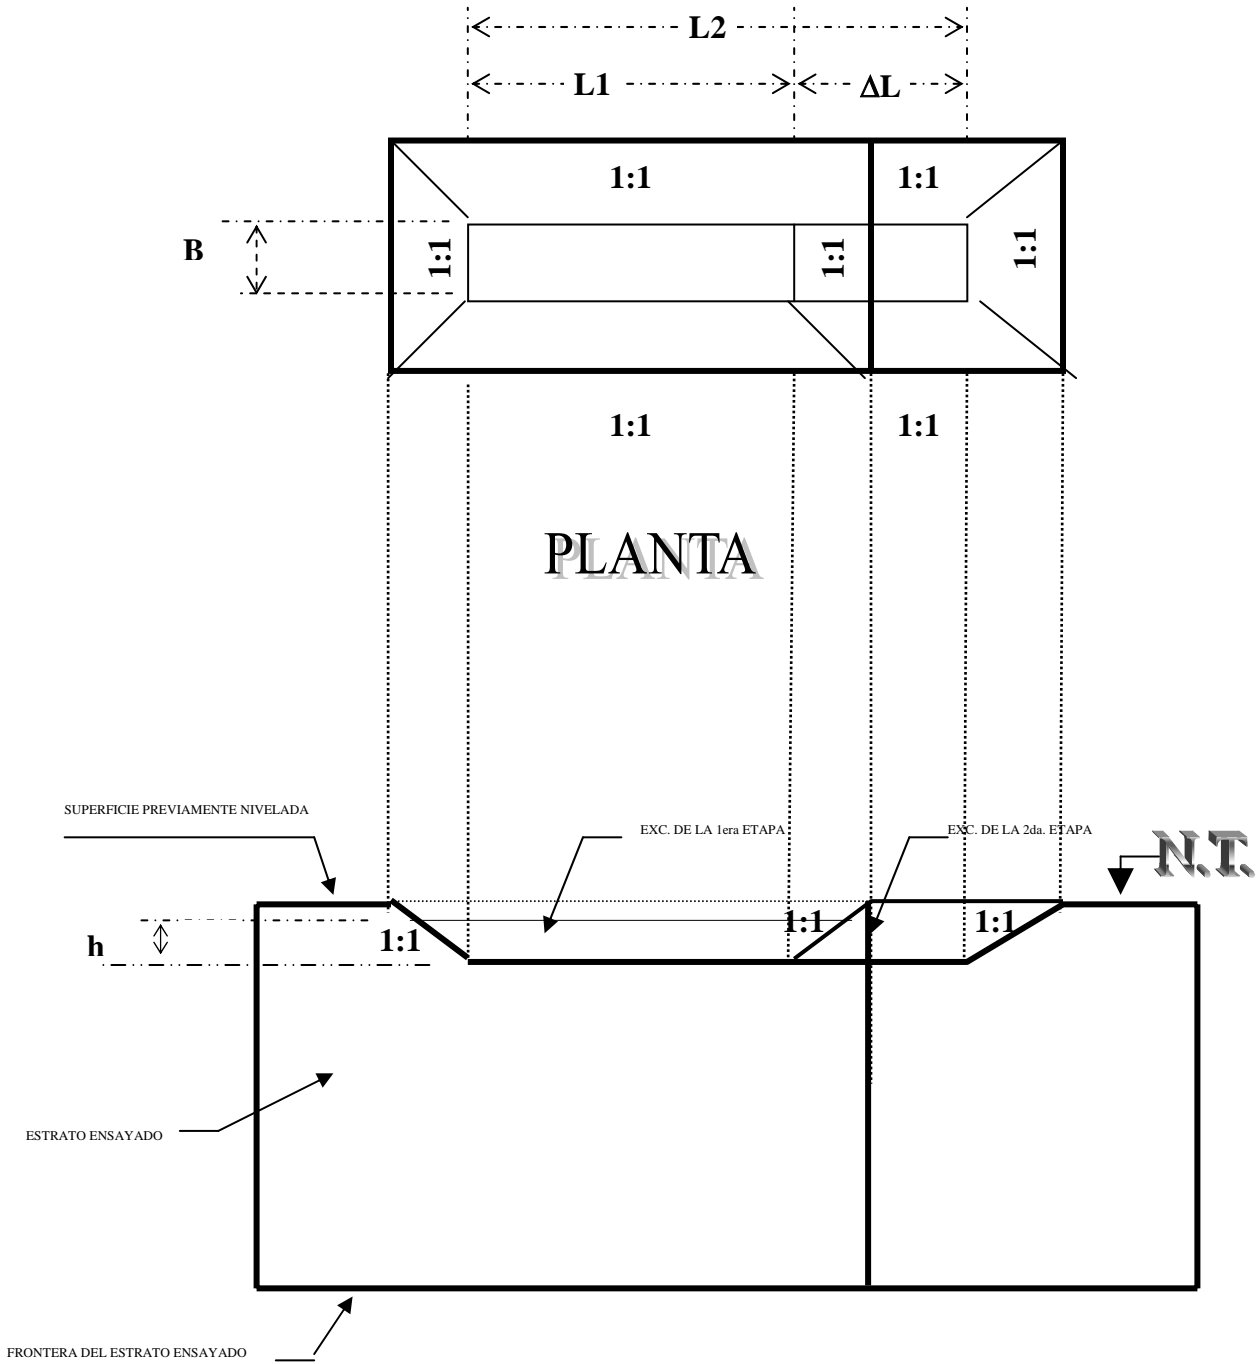 L2
L1
ΔL
1:1
1:1
B
1:1
1:1
1:1
1:1
1:1
PLANTA
SUPERFICIE PREVIAMENTE NIVELADA
EXC. DE LA 1era ETAPA
EXC. DE LA 2da. ETAPA
N.T.
1:1
1:1
1:1
h
ESTRATO ENSAYADO
FRONTERA DEL ESTRATO ENSAYADO